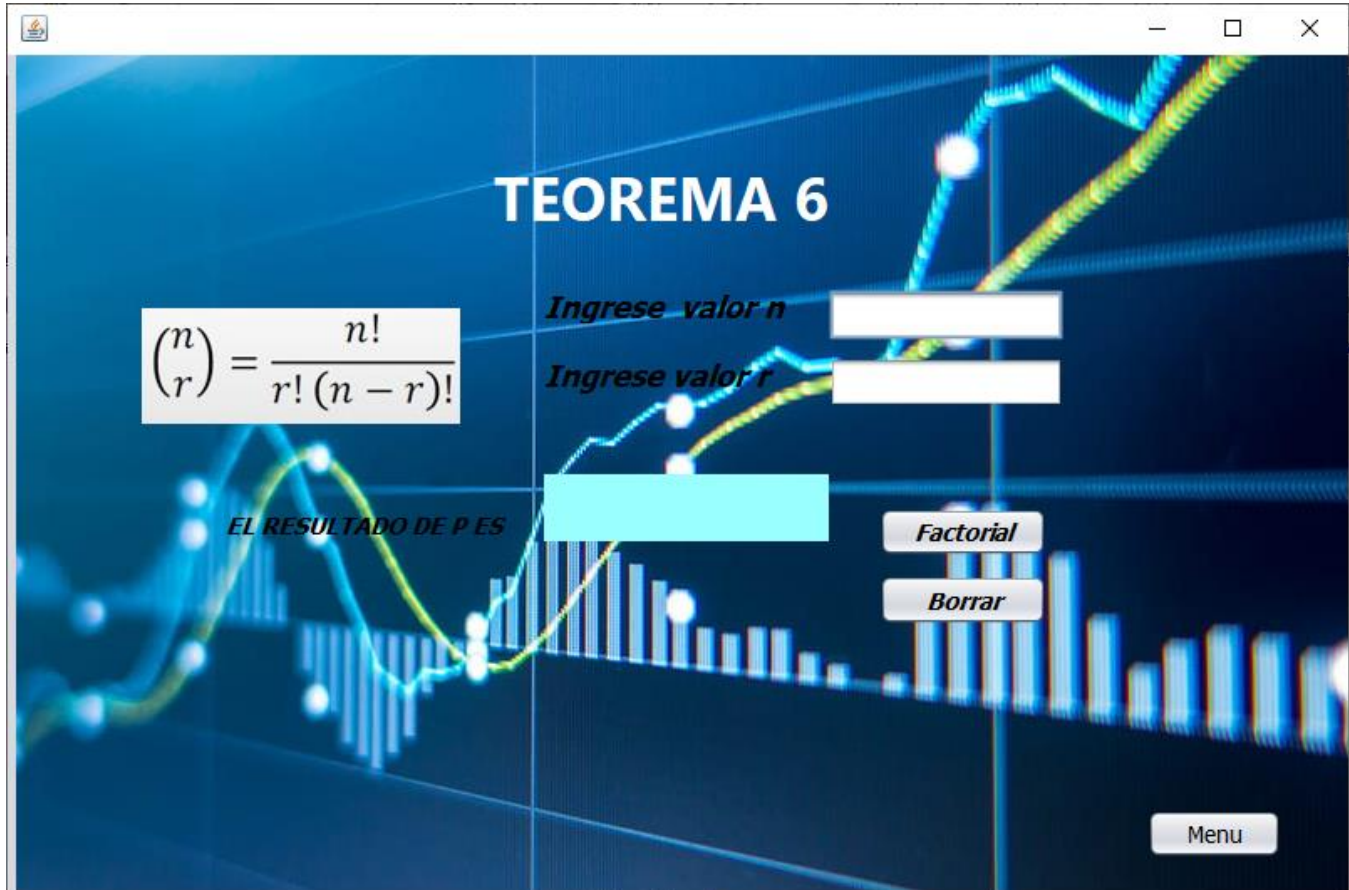 TEOREMA 6
Ingrese valor n
(n r) = n! / r! (n − r)!
Ingrese valor r
EL RESULTADO DE P ES
Factorial
Borrar
Menu